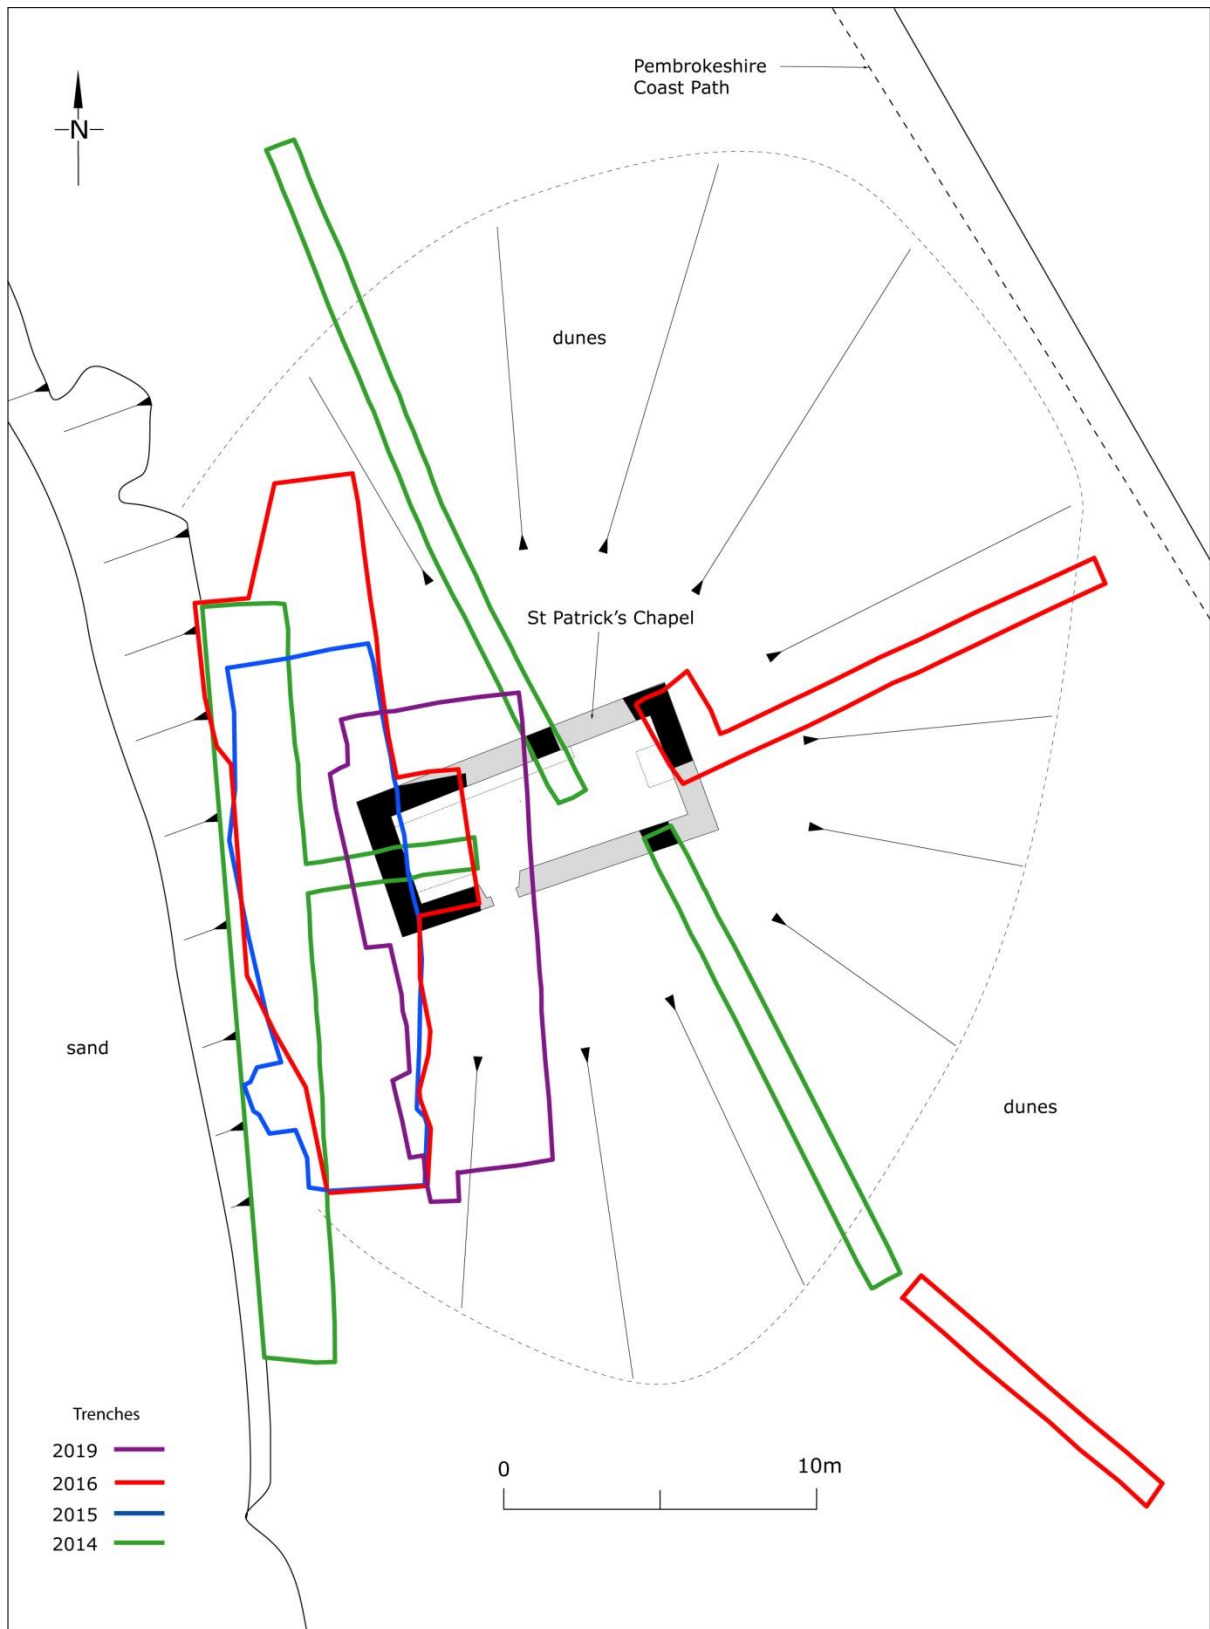 Pembrokeshire
Coast Path
N
dunes
St Patrick's Chapel
sand
dunes
Trenches
2019
2016
2015
2014
0
10m